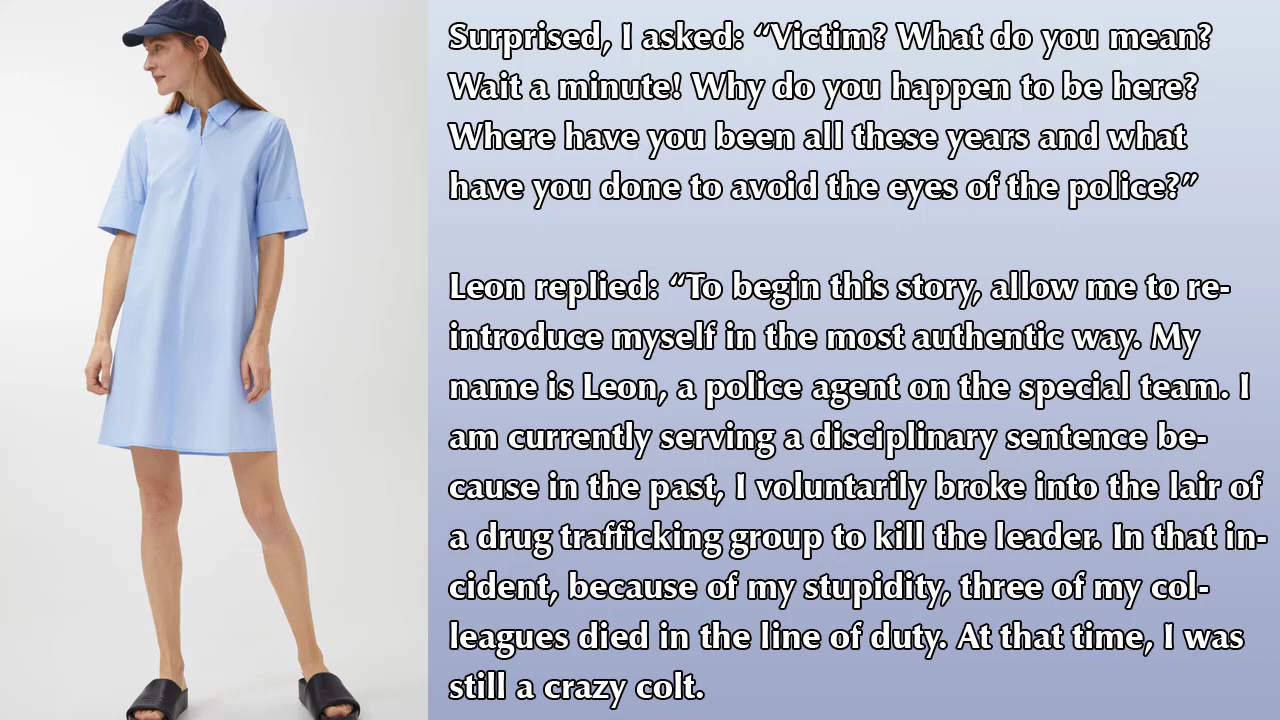 Surprised, I asked: “Victim? What do you mean?
Wait a minute! Why do you happen to be here?
Where have you been all these years and what
have you done to avoid the eyes of the police?”
Leon replied: “To begin this story, allow me to re-
introduce myself in the most authentic way. My
name is Leon, a police agent on the special team. I
am currently serving a disciplinary sentence be-
cause in the past, I voluntarily broke into the lair of
a drug trafficking group to kill the leader. In that in-
cident, because of my stupidity, three of my col-
leagues died in the line of duty. At that time, I was
still a crazy colt.